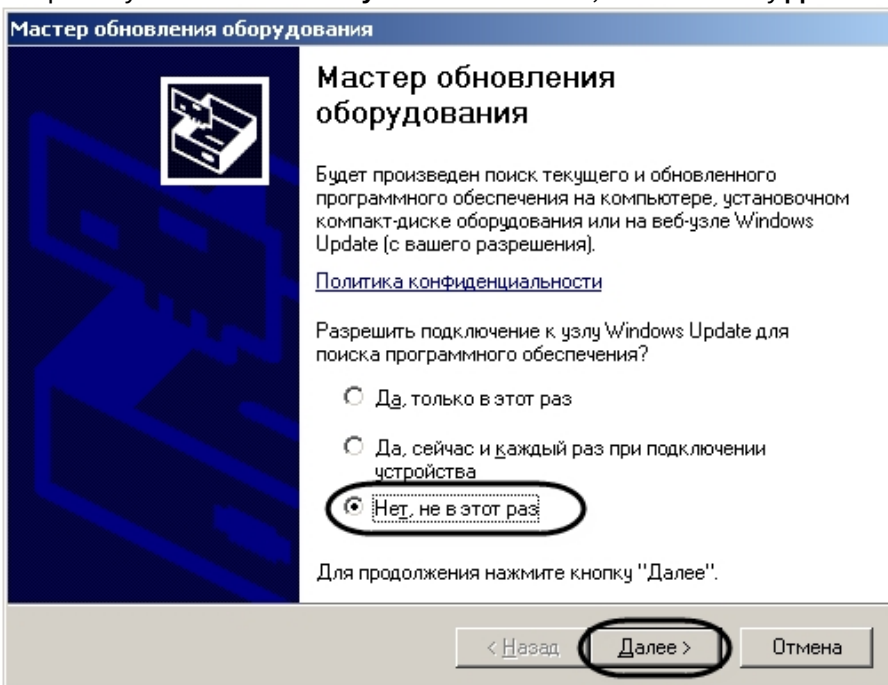 Мастер обновления оборудования
Мастер обновления
оборудования
Будет произведен поиск текущего и обновленного
программного обеспечения на компьютере, установочном
компакт-диске оборудования или на веб-узле Windows
Update (с вашего разрешения).
Политика конфиденциальности
Разрешить подключение к узлу Windows Update для
поиска программного обеспечения?
Да, только в этот раз
Да, сейчас и каждый раз при подключении
устройства
Нет, не в этот раз
Для продолжения нажмите кнопку "Далее".
< Назад
Далее >
Отмена